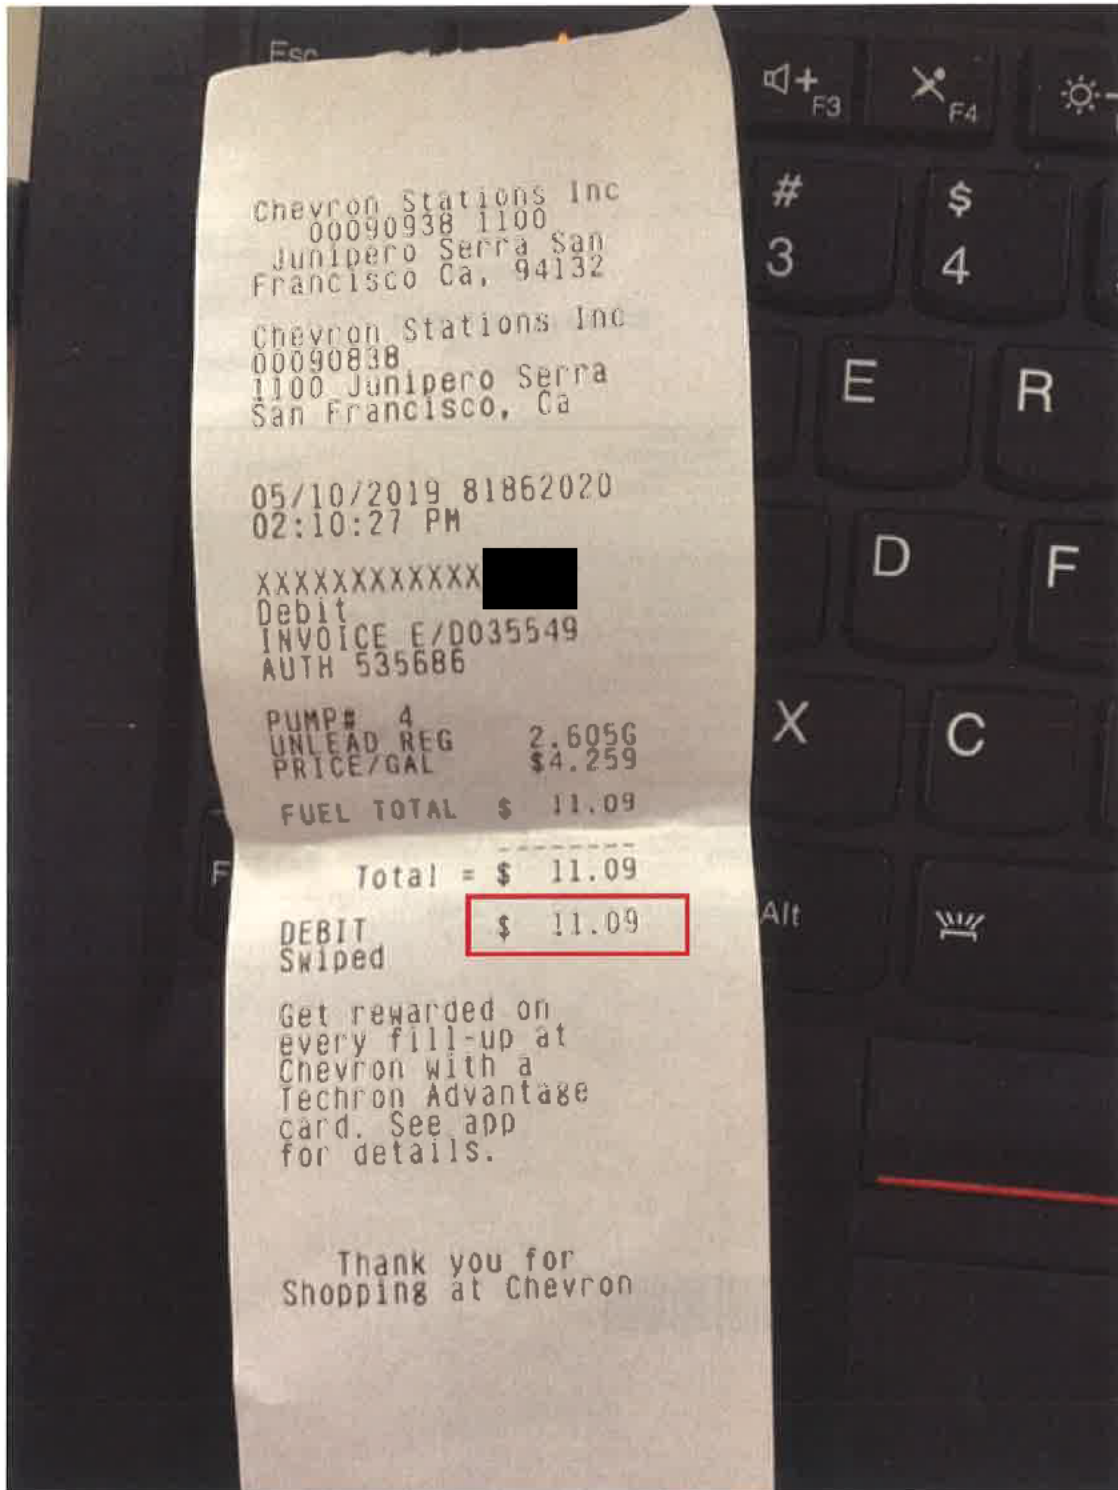 Esc
F3
F4
#
3
$
4
E
R
D
F
X
C
F
Alt
Chevron Stations Inc
00090938 1100
Junipero Serra San
Francisco Ca, 94132
Chevron Stations Inc
00090838
1100 Junipero Serra
San Francisco, Ca
05/10/2019 81862020
02:10:27 PM
XXXXXXXXXXXX
Debit
INVOICE E/D035549
AUTH 535686
PUMP# 4
UNLEAD REG 2.605G
PRICE/GAL $4.259
FUEL TOTAL $ 11.09
--------
Total = $ 11.09
DEBIT $ 11.09
Swiped
Get rewarded on
every fill-up at
Chevron with a
Techron Advantage
card. See app
for details.
Thank you for
Shopping at Chevron